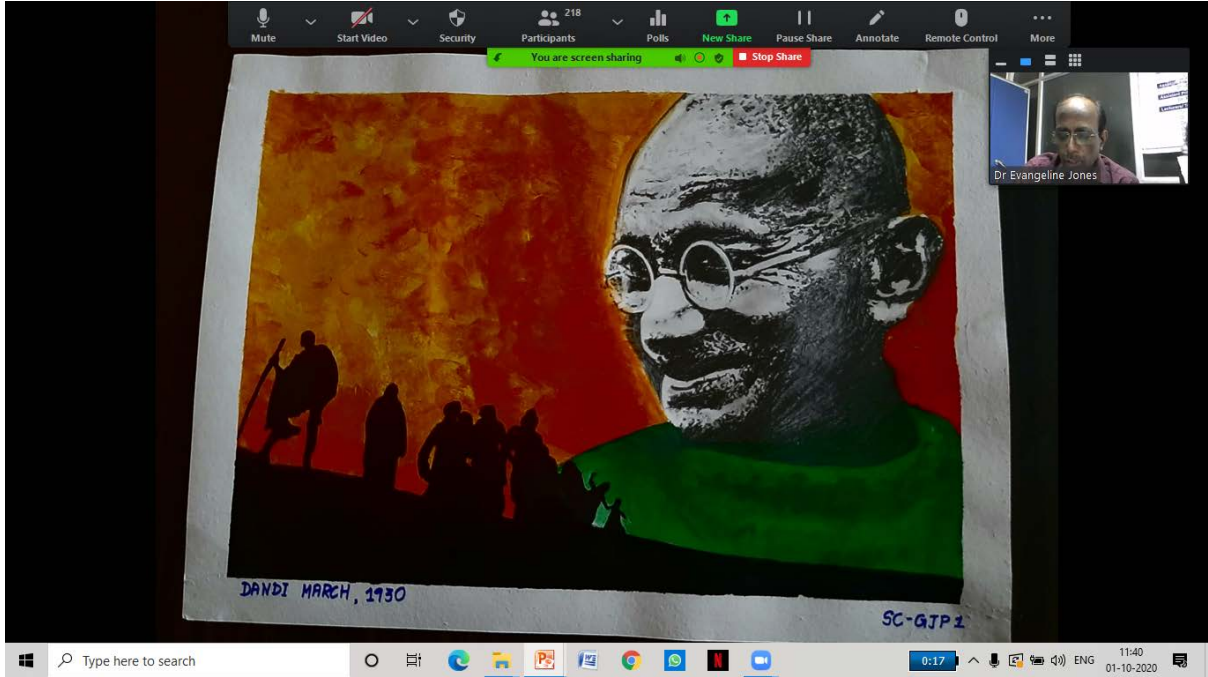 Mute
Start Video
Security
Participants
218
Polls
New Share
Pause Share
Annotate
Remote Control
More
You are screen sharing
Stop Share
Dr Evangeline Jones
DANDI MARCH, 1930
SC-GJP1
Type here to search
0:17
ENG
11:40
01-10-2020